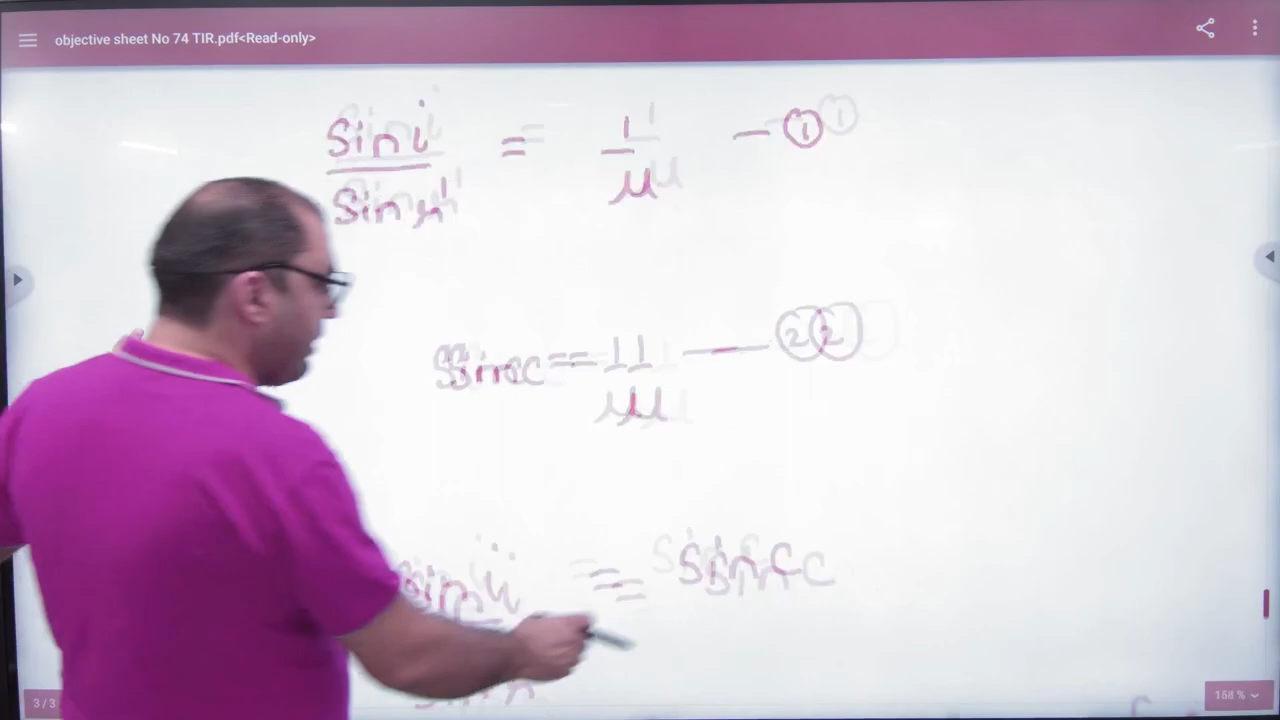 objective sheet No 74 TIR.pdf<Read-only>
sin i / sin r' = 1 / μ — ①
sin c = 1 / μ — ②
sin i = sin c
3 / 3
158 %